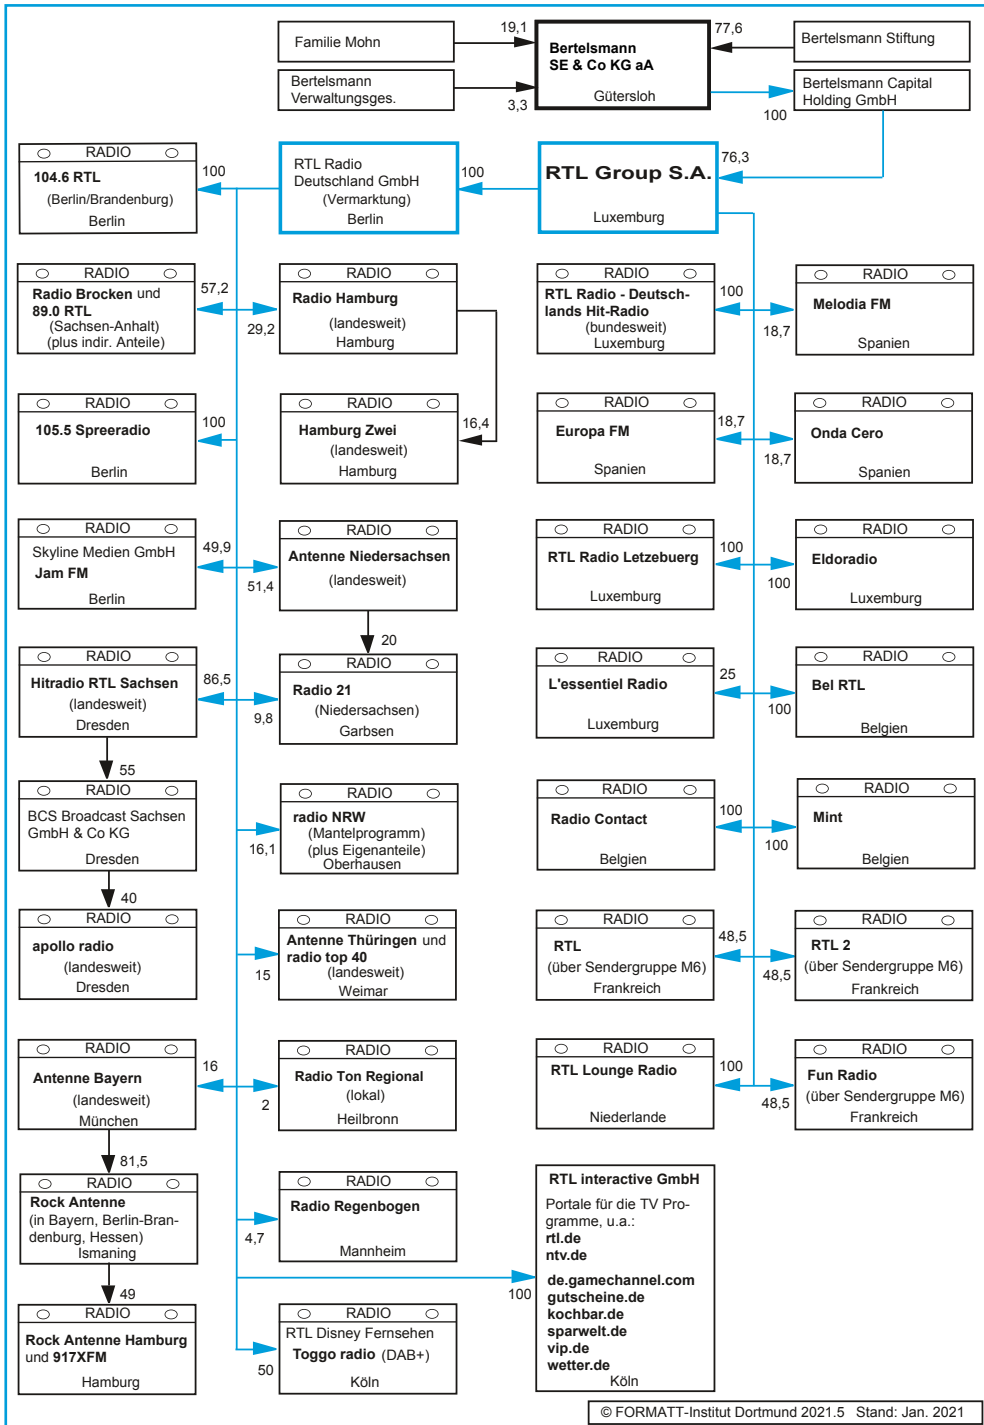 Familie Mohn
19,1
Bertelsmann
SE & Co KG aA
Gütersloh
77,6
Bertelsmann Stiftung
Bertelsmann
Verwaltungsges.
3,3
100
Bertelsmann Capital
Holding GmbH
RADIO
104.6 RTL
(Berlin/Brandenburg)
Berlin
100
RTL Radio
Deutschland GmbH
(Vermarktung)
Berlin
100
RTL Group S.A.
Luxemburg
76,3
RADIO
Radio Brocken und
89.0 RTL
(Sachsen-Anhalt)
(plus indir. Anteile)
57,2
29,2
RADIO
Radio Hamburg
(landesweit)
Hamburg
RADIO
RTL Radio - Deutsch-
lands Hit-Radio
(bundesweit)
Luxemburg
100
18,7
RADIO
Melodia FM
Spanien
RADIO
105.5 Spreeradio
Berlin
100
RADIO
Hamburg Zwei
(landesweit)
Hamburg
16,4
RADIO
Europa FM
Spanien
18,7
18,7
RADIO
Onda Cero
Spanien
RADIO
Skyline Medien GmbH
Jam FM
Berlin
49,9
51,4
RADIO
Antenne Niedersachsen
(landesweit)
20
RADIO
RTL Radio Letzebuerg
Luxemburg
100
100
RADIO
Eldoradio
Luxemburg
RADIO
Hitradio RTL Sachsen
(landesweit)
Dresden
86,5
9,8
RADIO
Radio 21
(Niedersachsen)
Garbsen
RADIO
L'essentiel Radio
Luxemburg
25
100
RADIO
Bel RTL
Belgien
55
RADIO
BCS Broadcast Sachsen
GmbH & Co KG
Dresden
16,1
RADIO
radio NRW
(Mantelprogramm)
(plus Eigenanteile)
Oberhausen
RADIO
Radio Contact
Belgien
100
100
RADIO
Mint
Belgien
40
RADIO
apollo radio
(landesweit)
Dresden
15
RADIO
Antenne Thüringen und
radio top 40
(landesweit)
Weimar
RADIO
RTL
(über Sendergruppe M6)
Frankreich
48,5
48,5
RADIO
RTL 2
(über Sendergruppe M6)
Frankreich
RADIO
Antenne Bayern
(landesweit)
München
16
2
RADIO
Radio Ton Regional
(lokal)
Heilbronn
RADIO
RTL Lounge Radio
Niederlande
100
48,5
RADIO
Fun Radio
(über Sendergruppe M6)
Frankreich
81,5
RADIO
Rock Antenne
(in Bayern, Berlin-Bran-
denburg, Hessen)
Ismaning
4,7
RADIO
Radio Regenbogen
Mannheim
RTL interactive GmbH
Portale für die TV Pro-
gramme, u.a.:
rtl.de
ntv.de
de.gamechannel.com
gutscheine.de
kochbar.de
sparwelt.de
vip.de
wetter.de
Köln
100
49
RADIO
Rock Antenne Hamburg
und 917XFM
Hamburg
50
RADIO
RTL Disney Fernsehen
Toggo radio (DAB+)
Köln
© FORMATT-Institut Dortmund 2021.5 Stand: Jan. 2021